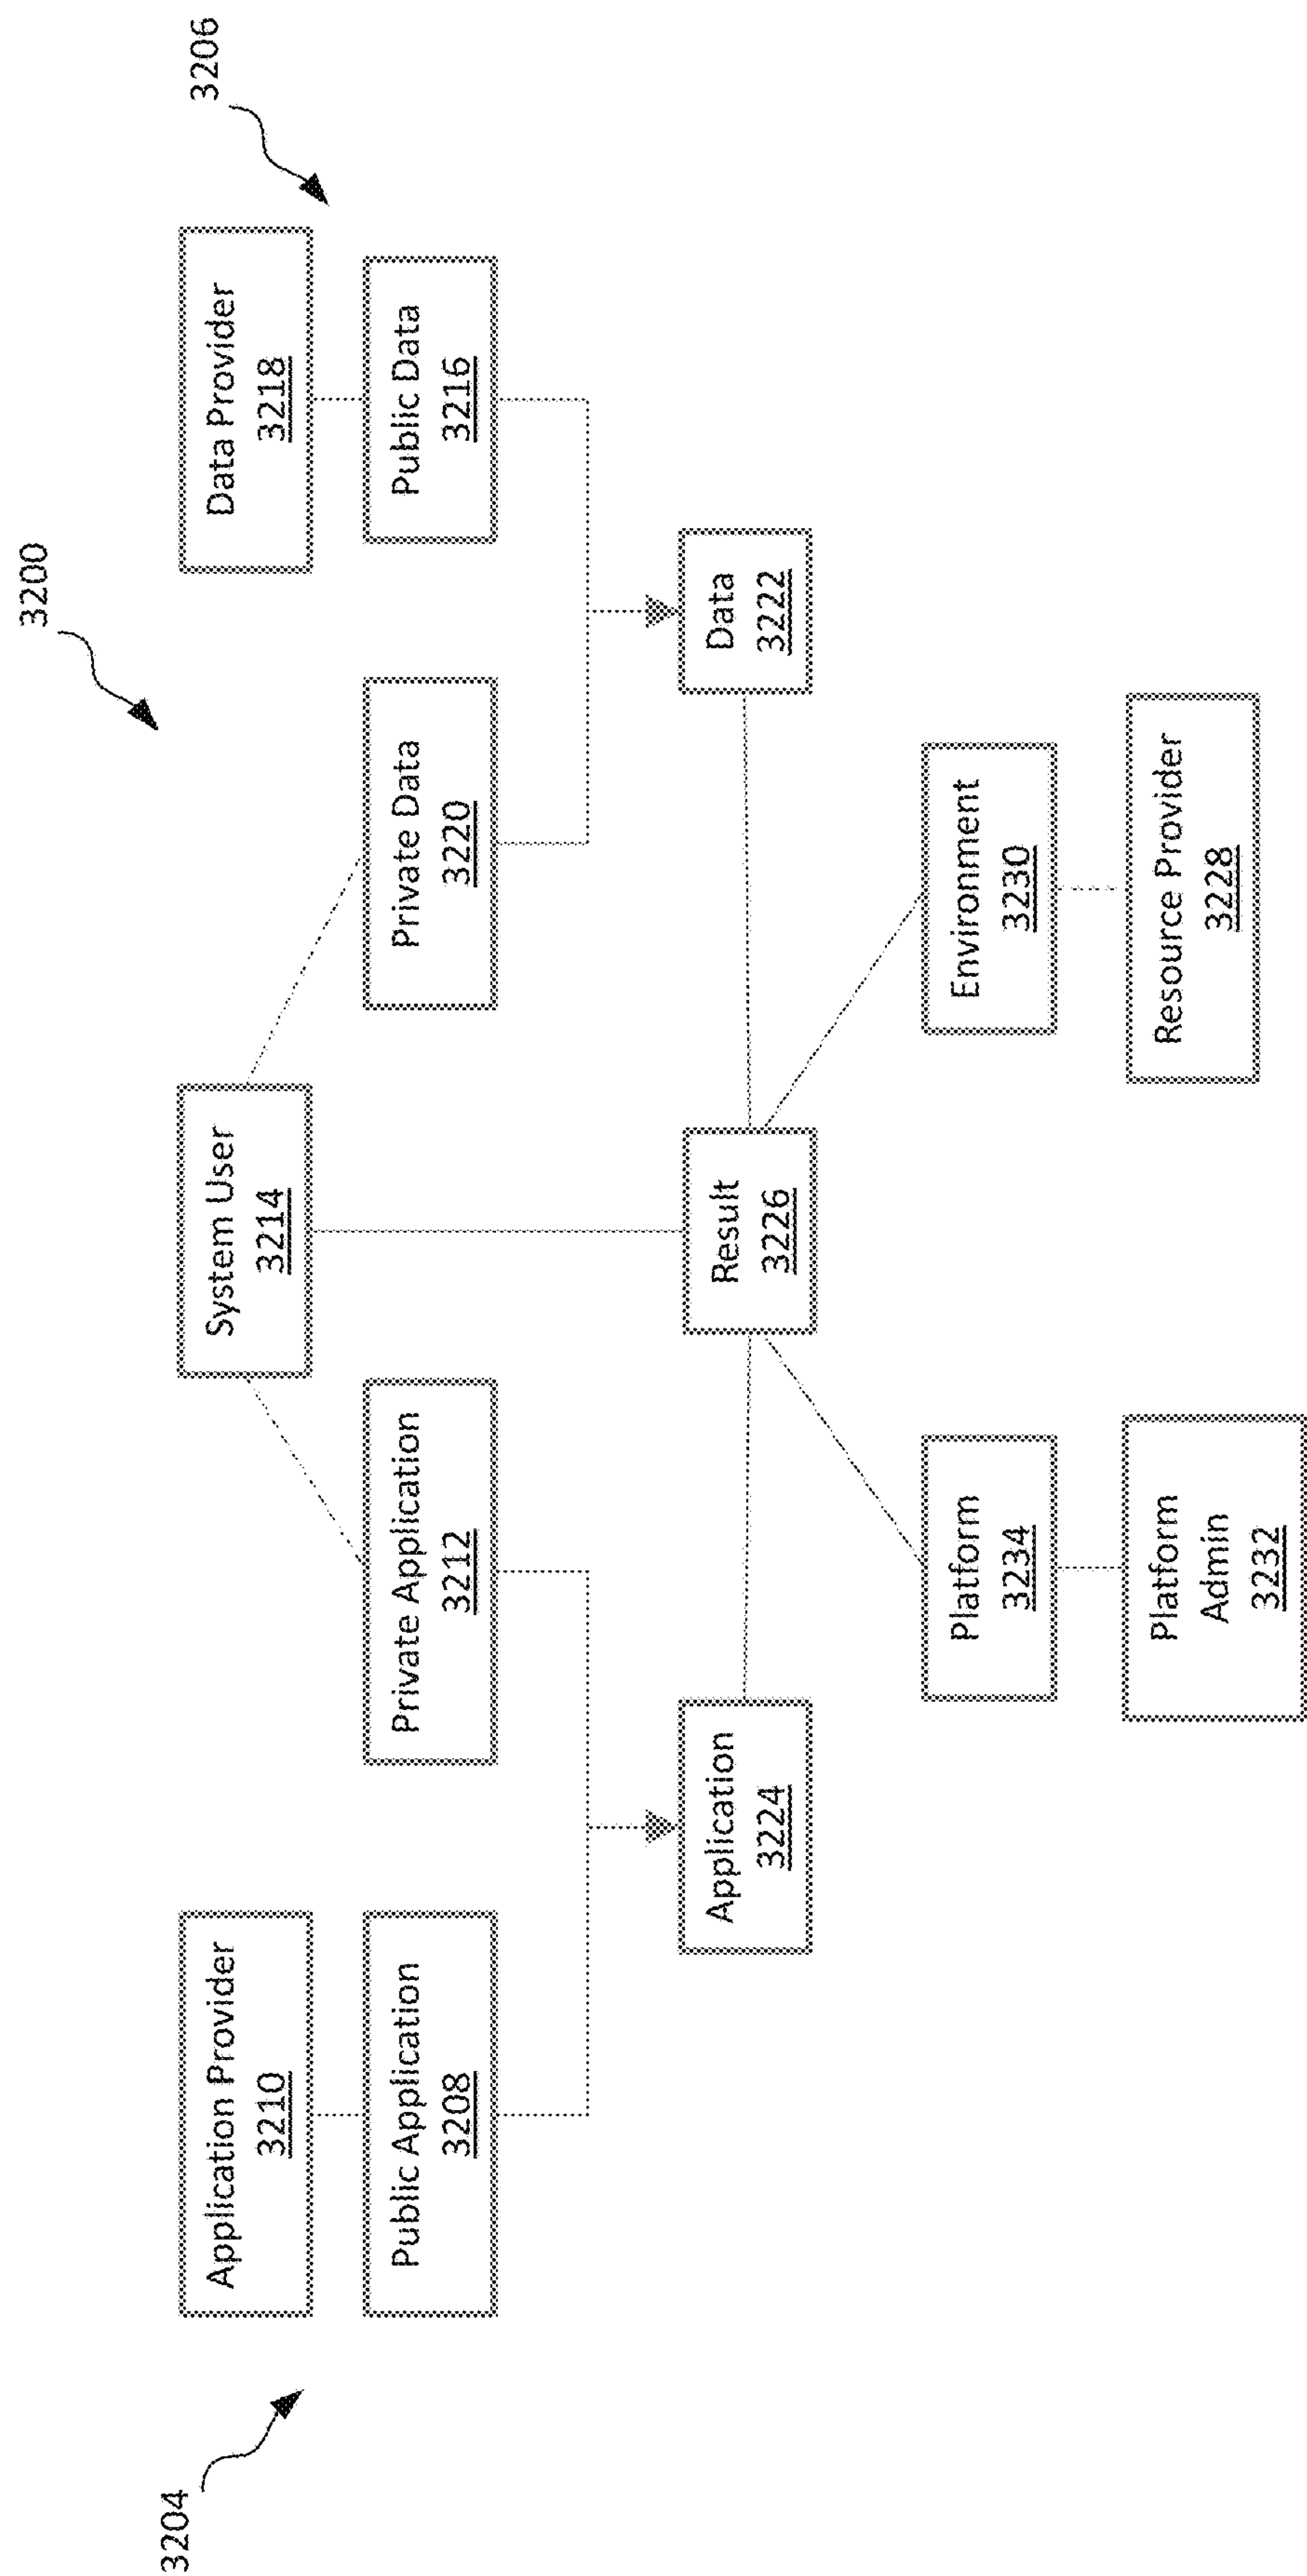 3200
3204
3206
Application Provider
3210
System User
3214
Data Provider
3218
Public Application
3208
Private Application
3212
Private Data
3220
Public Data
3216
Application
3224
Result
3226
Data
3222
Platform
3234
Environment
3230
Platform
Admin
3232
Resource Provider
3228